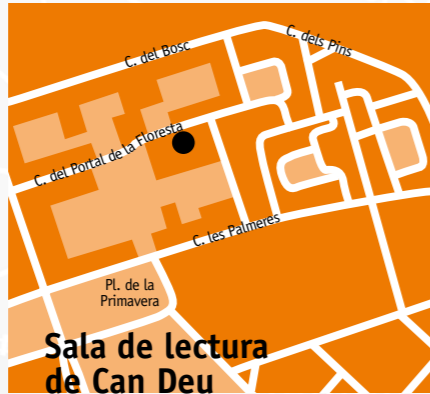 C. del Bosc
C. dels Pins
C. del Portal de la Floresta
C. les Palmeres
Pl. de la
Primavera
Sala de lectura
de Can Deu